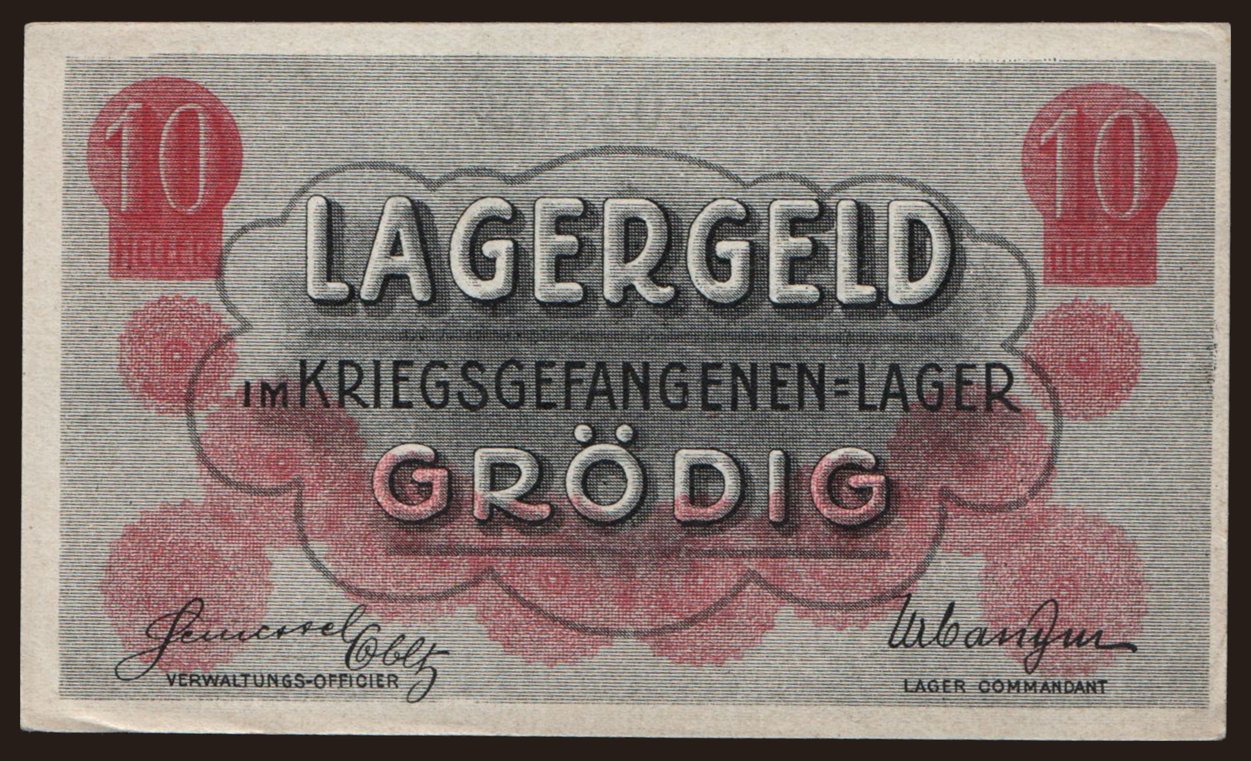 10 10
HELLER HELLER
LAGERGELD
IM KRIEGSGEFANGENEN=LAGER
GRÖDIG
VERWALTUNGS-OFFICIER
LAGER COMMANDANT